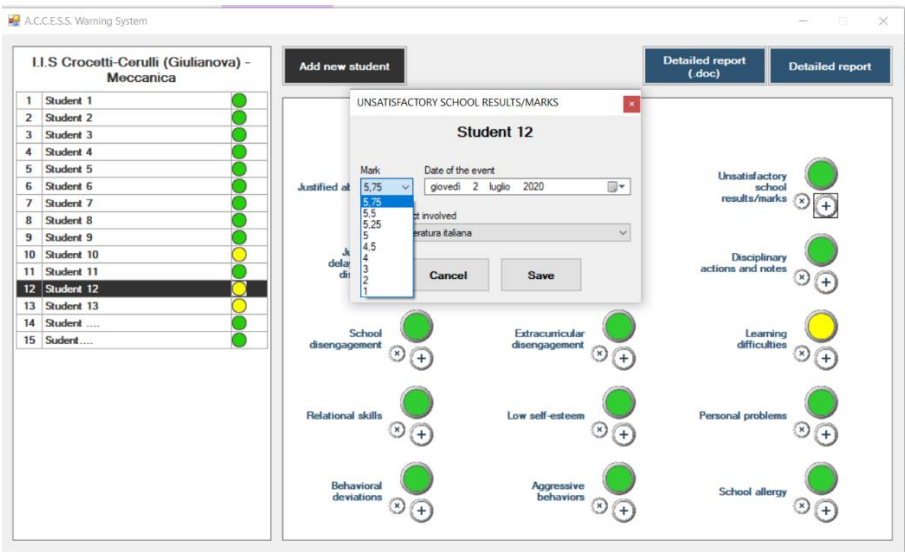 A.C.C.E.S.S. Warning System
I.I.S Crocetti-Cerulli (Giulianova) -
Meccanica
1 Student 1
2 Student 2
3 Student 3
4 Student 4
5 Student 5
6 Student 6
7 Student 7
8 Student 8
9 Student 9
10 Student 10
11 Student 11
12 Student 12
13 Student 13
14 Student ....
15 Sudent....
Add new student
Detailed report
(.doc)
Detailed report
UNSATISFACTORY SCHOOL RESULTS/MARKS
Student 12
Mark
Date of the event
5,75
giovedì 2 luglio 2020
5,75
5,5
5,25
5
4,5
4
3
2
1
involved
italiana
Cancel
Save
Justified
Unsatisfactory
school
results/marks
Disciplinary
actions and notes
School
disengagement
Extracurricular
disengagement
Learning
difficulties
Relational skills
Low self-esteem
Personal problems
Behavioral
deviations
Aggressive
behaviors
School allergy